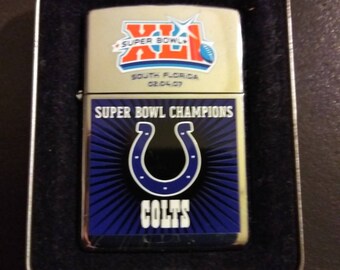 XLI
SUPER BOWL
SOUTH FLORIDA
02.04.07
SUPER BOWL CHAMPIONS
COLTS